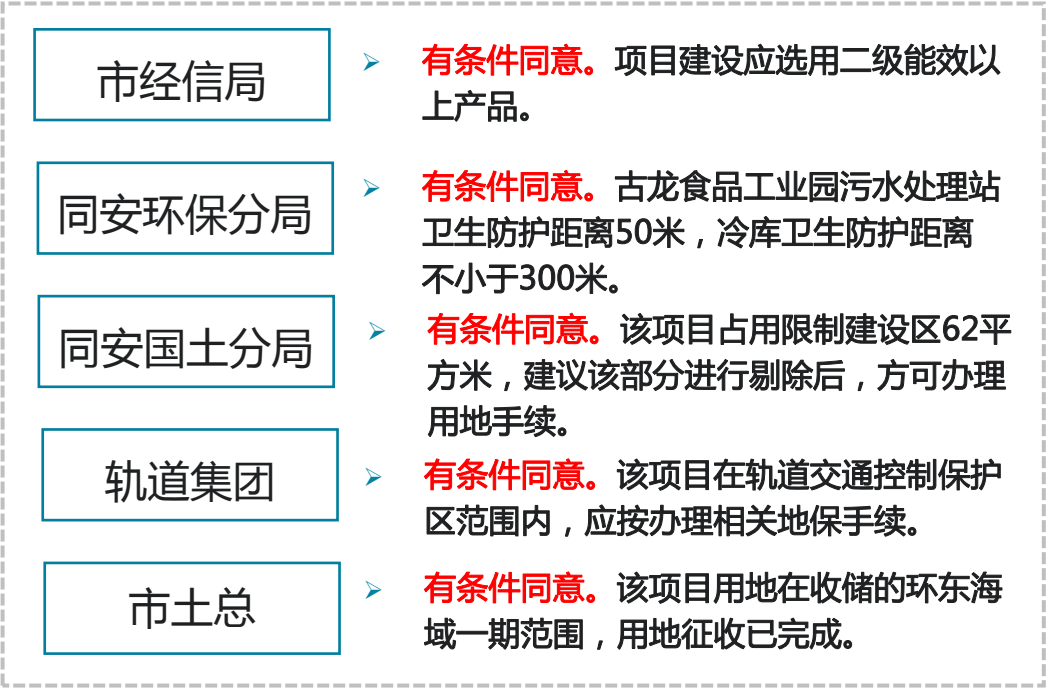 市经信局
有条件同意。项目建设应选用二级能效以
上产品。
同安环保分局
有条件同意。古龙食品工业园污水处理站
卫生防护距离50米，冷库卫生防护距离
不小于300米。
同安国土分局
有条件同意。该项目占用限制建设区62平
方米，建议该部分进行剔除后，方可办理
用地手续。
轨道集团
有条件同意。该项目在轨道交通控制保护
区范围内，应按办理相关地保手续。
市土总
有条件同意。该项目用地在收储的环东海
域一期范围，用地征收已完成。